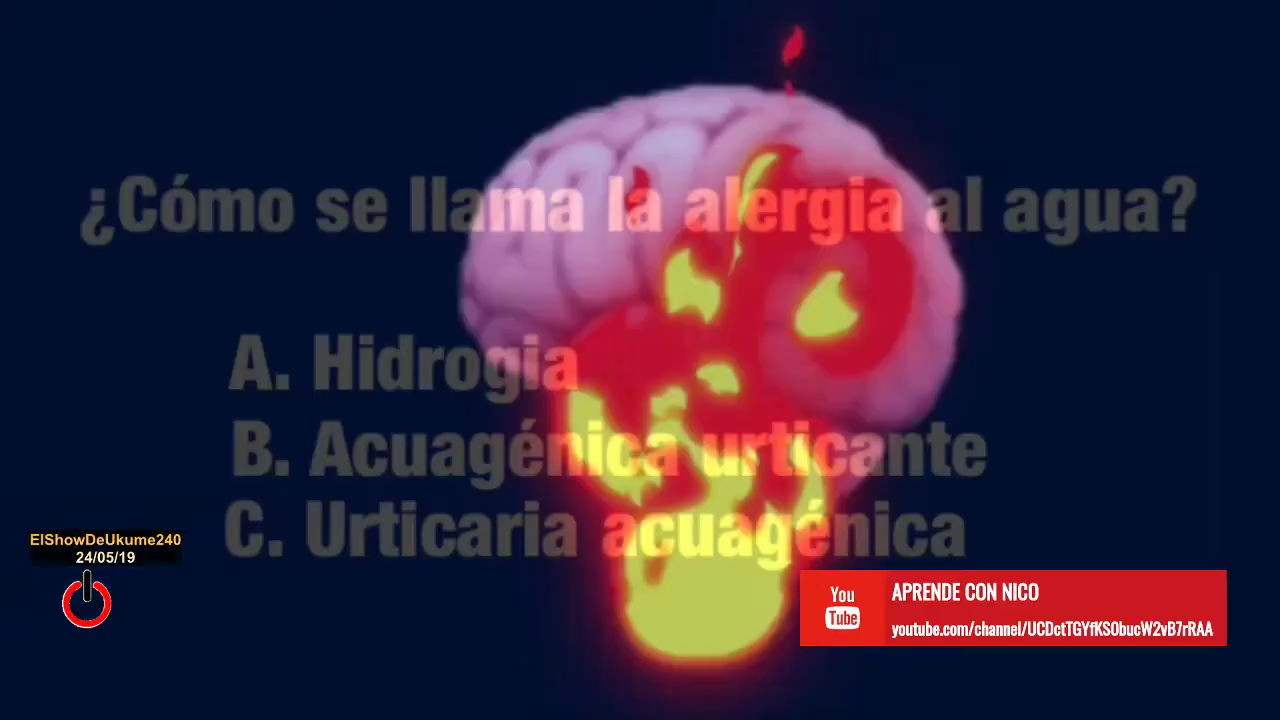 ¿Cómo se llama la alergia al agua?
A. Hidrogia
B. Acuagénica urticante
C. Urticaria acuagénica
ElShowDeUkume240
24/05/19
You
Tube
APRENDE CON NICO
youtube.com/channel/UCDctTGYfKSObucW2vB7rRAA